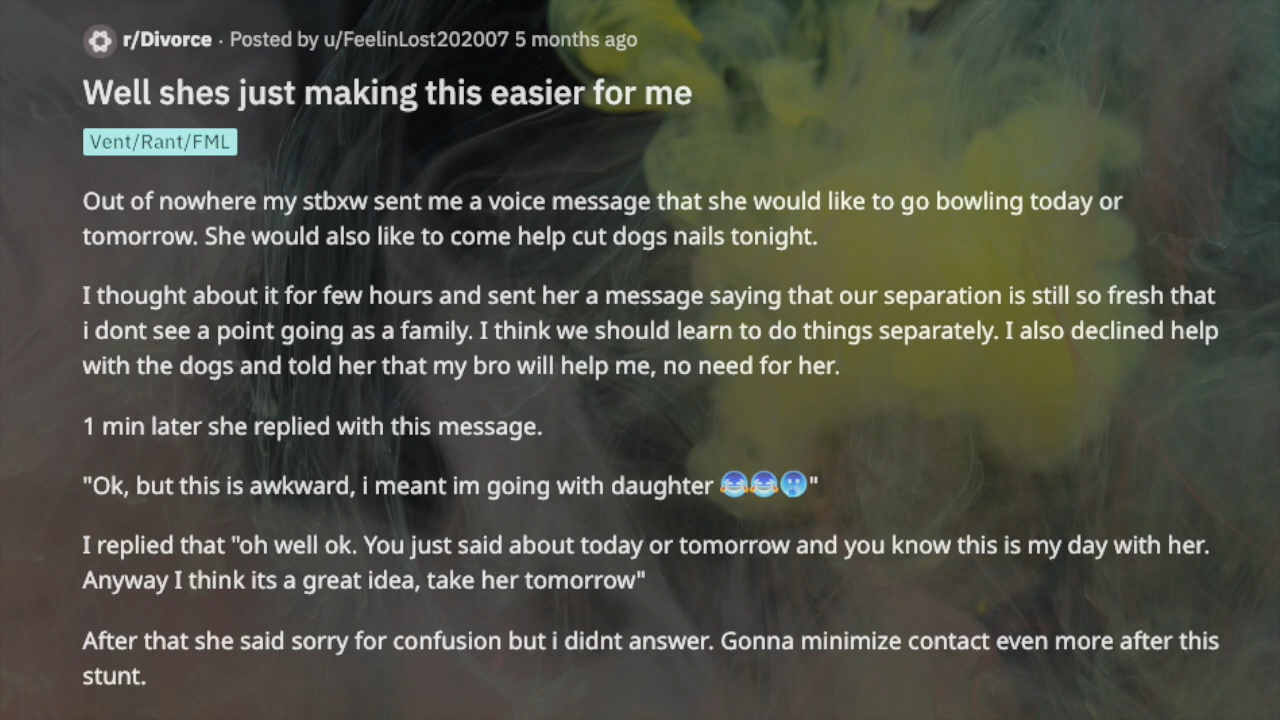 r/Divorce · Posted by u/FeelinLost202007 5 months ago
Well shes just making this easier for me
Vent/Rant/FML
Out of nowhere my stbxw sent me a voice message that she would like to go bowling today or
tomorrow. She would also like to come help cut dogs nails tonight.
I thought about it for few hours and sent her a message saying that our separation is still so fresh that
i dont see a point going as a family. I think we should learn to do things separately. I also declined help
with the dogs and told her that my bro will help me, no need for her.
1 min later she replied with this message.
"Ok, but this is awkward, i meant im going with daughter 😂😂😮"
I replied that "oh well ok. You just said about today or tomorrow and you know this is my day with her.
Anyway I think its a great idea, take her tomorrow"
After that she said sorry for confusion but i didnt answer. Gonna minimize contact even more after this
stunt.